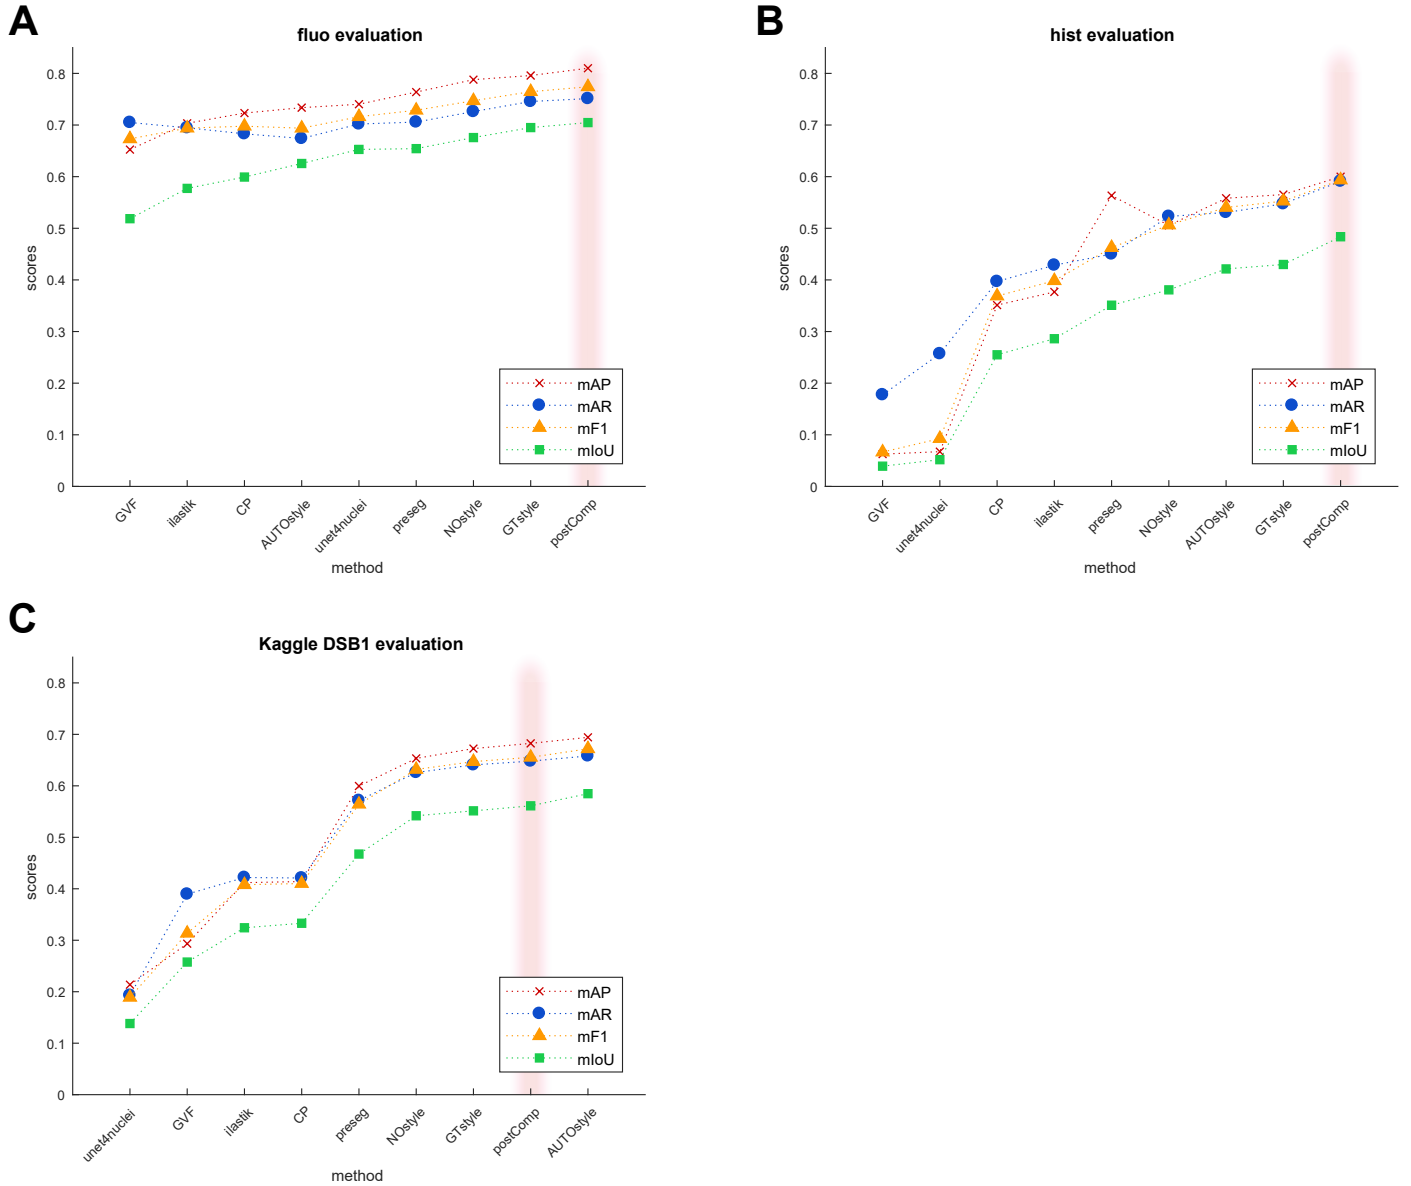 A
fluo evaluation
0.8
0.7
0.6
0.5
0.4
0.3
0.2
0.1
0
scores
mAP
mAR
mF1
mIoU
GVF
ilastik
CP
AUTOstyle
unet4nuclei
preseg
NOstyle
GTstyle
postComp
method
B
hist evaluation
0.8
0.7
0.6
0.5
0.4
0.3
0.2
0.1
0
scores
mAP
mAR
mF1
mIoU
GVF
unet4nuclei
CP
ilastik
preseg
NOstyle
AUTOstyle
GTstyle
postComp
method
C
Kaggle DSB1 evaluation
0.8
0.7
0.6
0.5
0.4
0.3
0.2
0.1
0
scores
mAP
mAR
mF1
mIoU
unet4nuclei
GVF
ilastik
CP
preseg
NOstyle
GTstyle
postComp
AUTOstyle
method